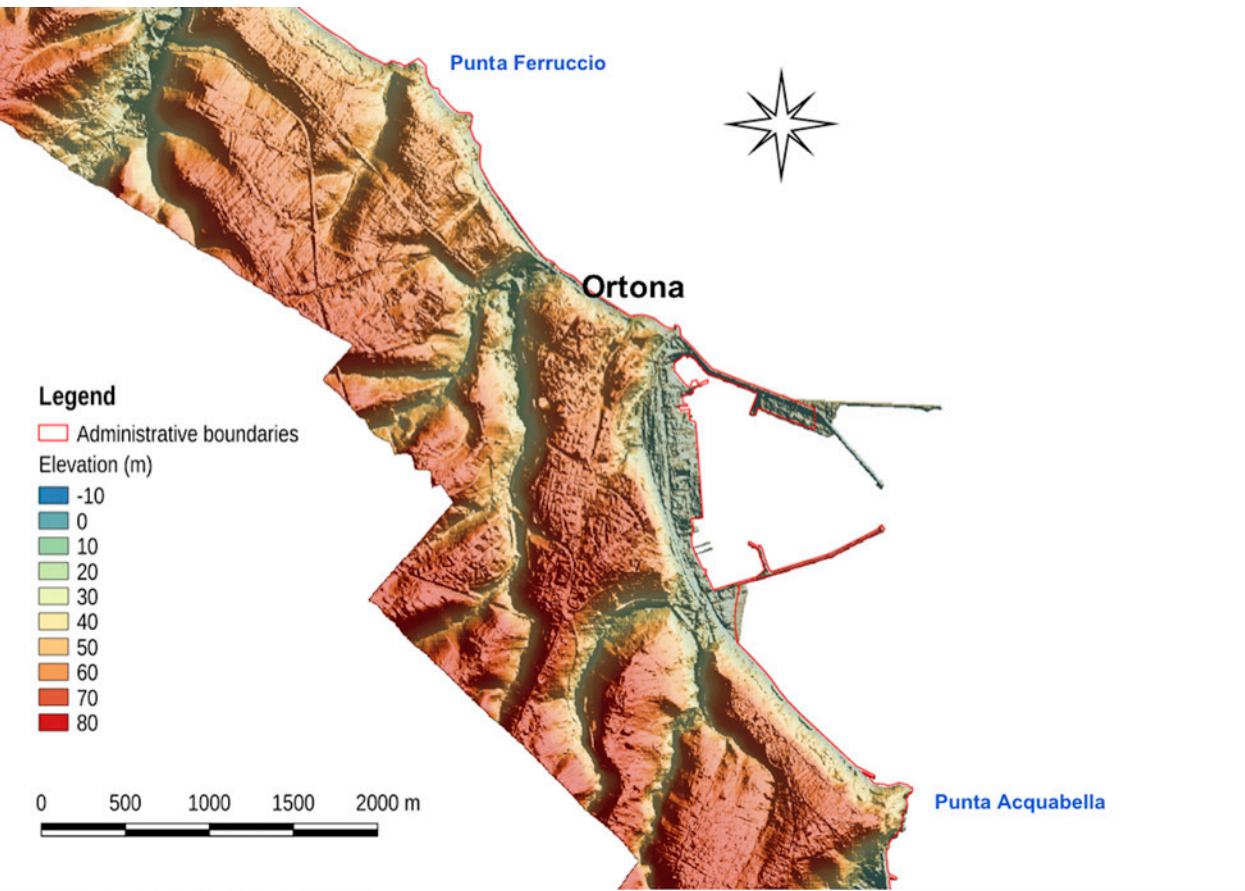 Punta Ferruccio
Ortona
Legend
Administrative boundaries
Elevation (m)
-10
0
10
20
30
40
50
60
70
80
0 500 1000 1500 2000 m
Punta Acquabella